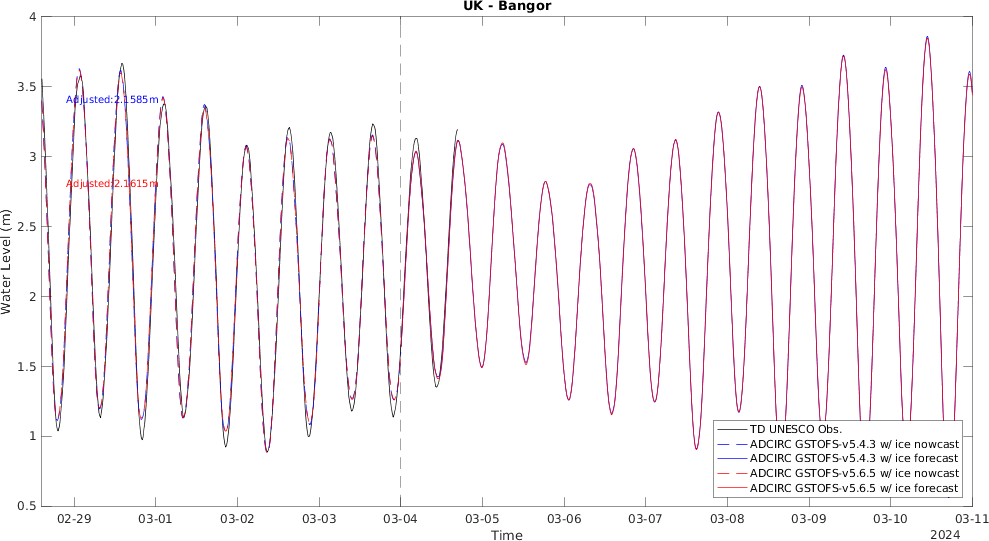 UK - Bangor
4
3.5
3
2.5
2
1.5
1
0.5
Water Level (m)
Adjusted:2.1585m
Adjusted:2.1615m
TD UNESCO Obs.
ADCIRC GSTOFS-v5.4.3 w/ ice nowcast
ADCIRC GSTOFS-v5.4.3 w/ ice forecast
ADCIRC GSTOFS-v5.6.5 w/ ice nowcast
ADCIRC GSTOFS-v5.6.5 w/ ice forecast
02-29 03-01 03-02 03-03 03-04 03-05 03-06 03-07 03-08 03-09 03-10 03-11
Time
2024